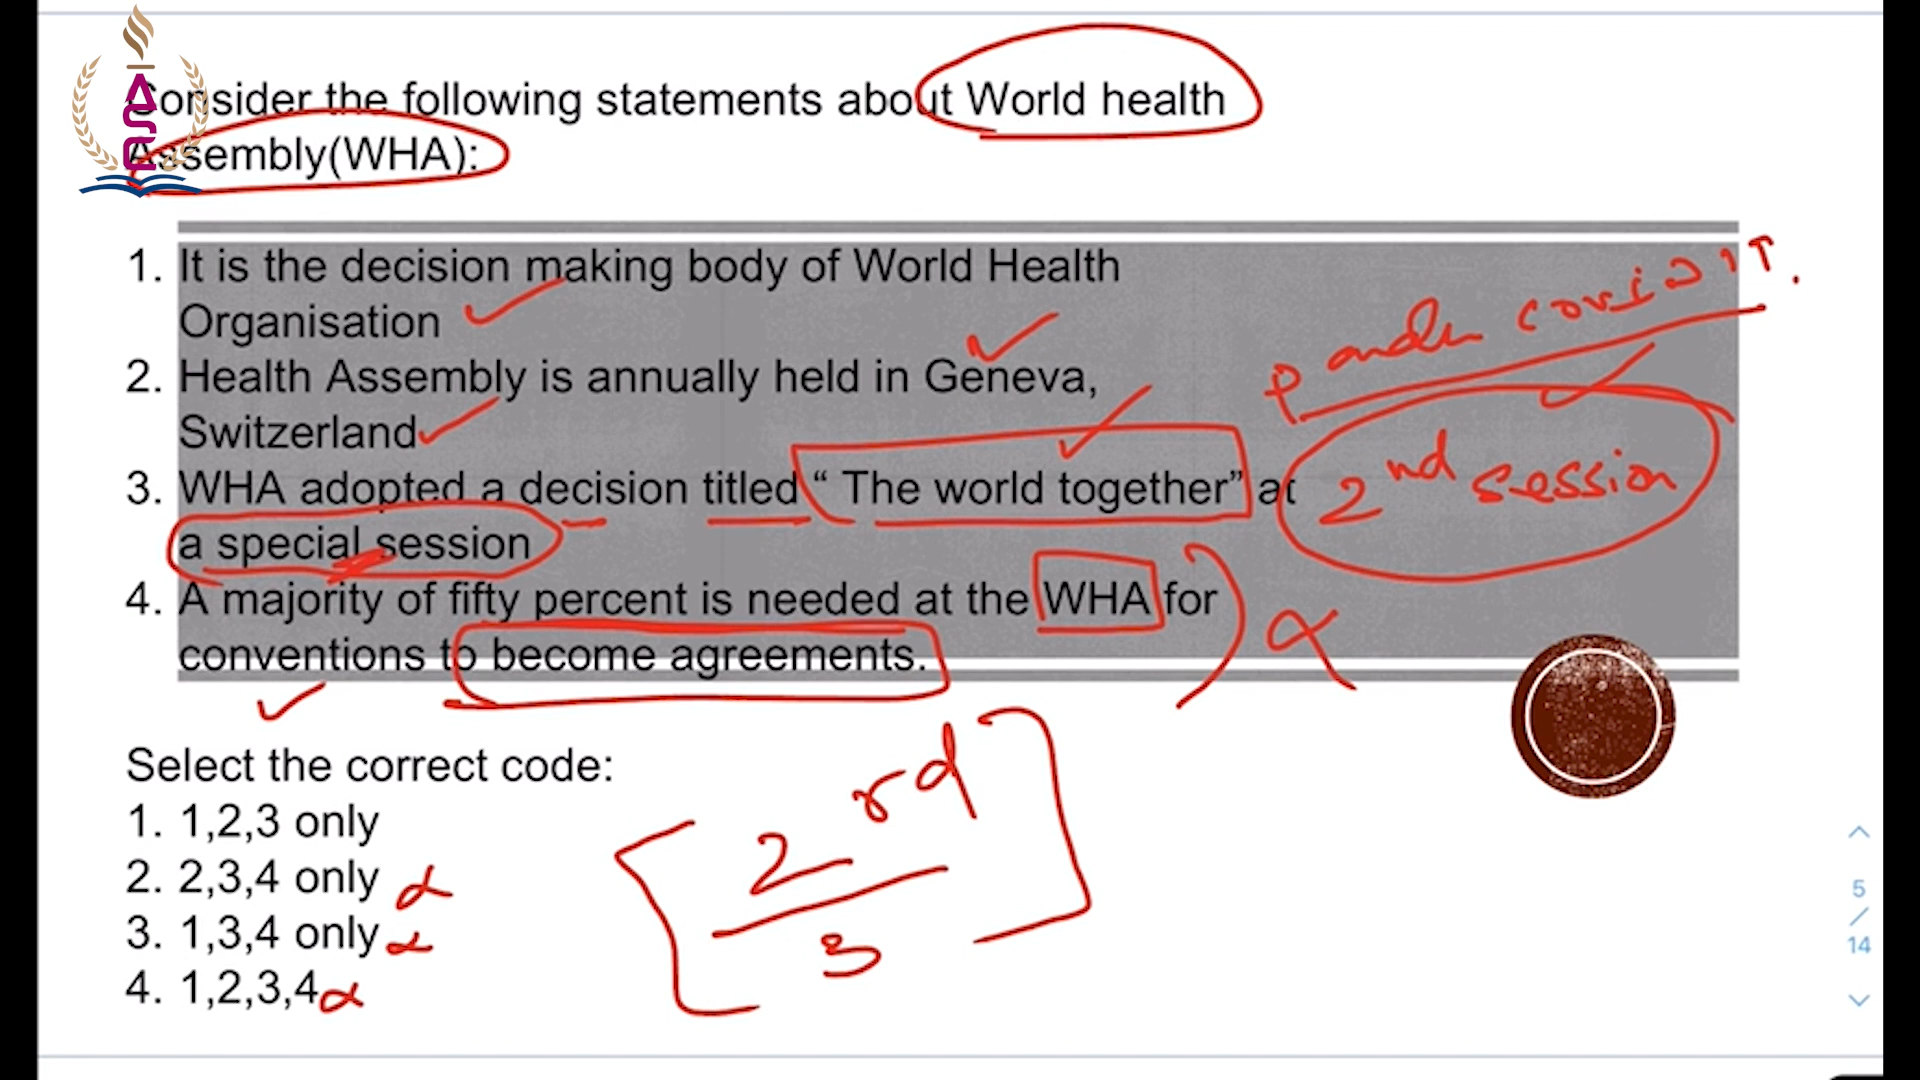 Consider the following statements about World health
Assembly(WHA):
1. It is the decision making body of World Health
Organisation
2. Health Assembly is annually held in Geneva,
Switzerland
3. WHA adopted a decision titled “ The world together” at
a special session
4. A majority of fifty percent is needed at the WHA for
conventions to become agreements.
2nd session
Select the correct code:
1. 1,2,3 only
2. 2,3,4 only
3. 1,3,4 only
4. 1,2,3,4
2 rd
3
ASC
5
/
14